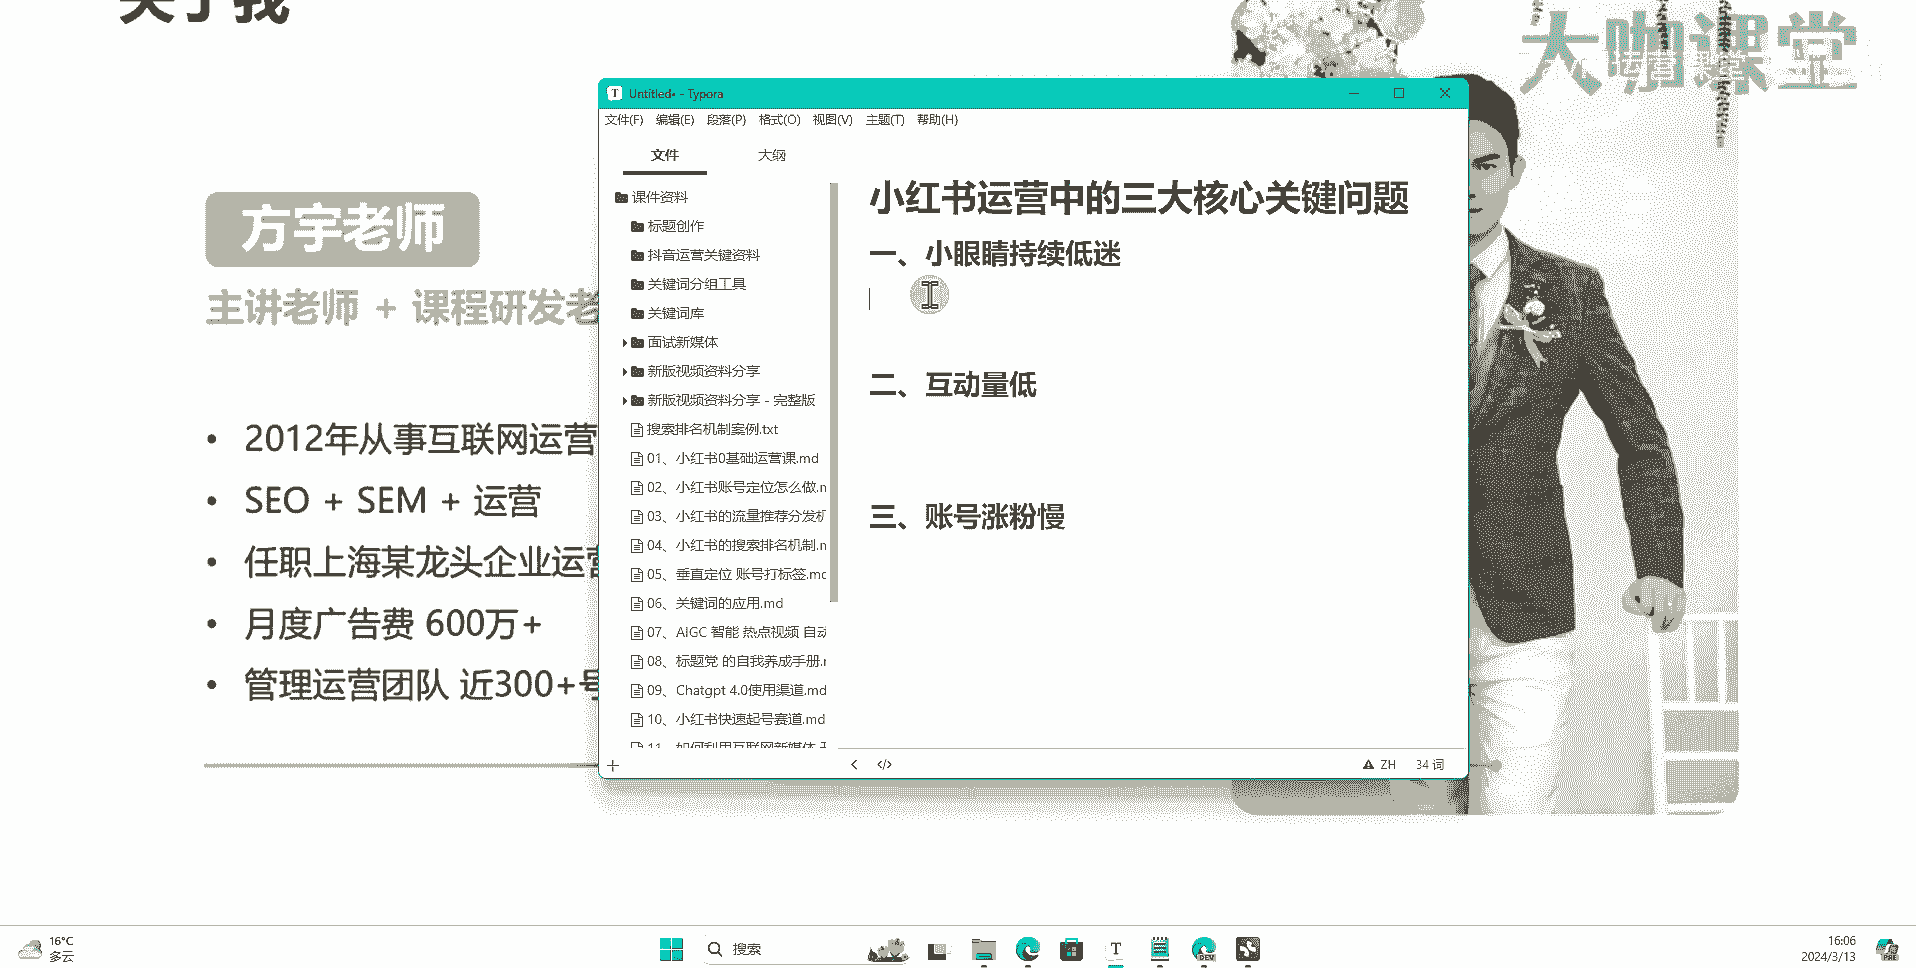 关于我
大咖课堂
方宇老师
主讲老师 + 课程研发老
• 2012年从事互联网运营
• SEO + SEM + 运营
• 任职上海某龙头企业运营
• 月度广告费 600万+
• 管理运营团队 近300+号
Untitled• - Typora
文件(F) 编辑(E) 段落(P) 格式(O) 视图(V) 主题(T) 帮助(H)
文件 大纲
课件资料
标题创作
抖音运营关键资料
关键词分组工具
关键词库
面试新媒体
新版视频资料分享
新版视频资料分享 - 完整版
搜索排名机制案例.txt
01、小红书0基础运营课.md
02、小红书账号定位怎么做.m
03、小红书的流量推荐分发机
04、小红书的搜索排名机制.m
05、垂直定位 账号打标签.md
06、关键词的应用.md
07、AIGC 智能 热点视频 自动
08、标题党 的自我养成手册.m
09、Chatgpt 4.0使用渠道.md
10、小红书快速起号赛道.md
11、如何利用互联网新媒体
小红书运营中的三大核心关键问题
一、小眼睛持续低迷
二、互动量低
三、账号涨粉慢
ZH 34 词
16°C
多云
搜索
DEV
16:06
2024/3/13
PRE